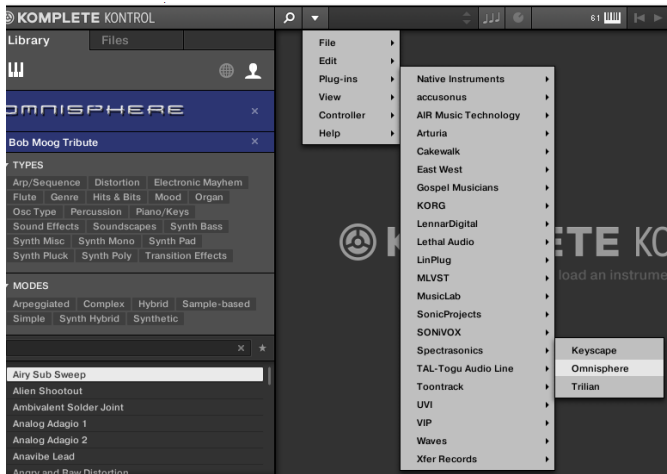 KOMPLETE KONTROL
61
Library Files
OMNISPHERE ×
Bob Moog Tribute ×
TYPES
Arp/Sequence Distortion Electronic Mayhem
Flute Genre Hits & Bits Mood Organ
Osc Type Percussion Piano/Keys
Sound Effects Soundscapes Synth Bass
Synth Misc Synth Mono Synth Pad
Synth Pluck Synth Poly Transition Effects
MODES
Arpeggiated Complex Hybrid Sample-based
Simple Synth Hybrid Synthetic
×
Airy Sub Sweep
Alien Shootout
Ambivalent Solder Joint
Analog Adagio 1
Analog Adagio 2
Anavibe Lead
Angry and Raw Distortion
File
Edit
Plug-ins
View
Controller
Help
Native Instruments
accusonus
AIR Music Technology
Arturia
Cakewalk
East West
Gospel Musicians
KORG
LennarDigital
Lethal Audio
LinPlug
MLVST
MusicLab
SonicProjects
SONiVOX
Spectrasonics
TAL-Togu Audio Line
Toontrack
UVI
VIP
Waves
Xfer Records
Keyscape
Omnisphere
Trilian
K ETE KO
load an instrume